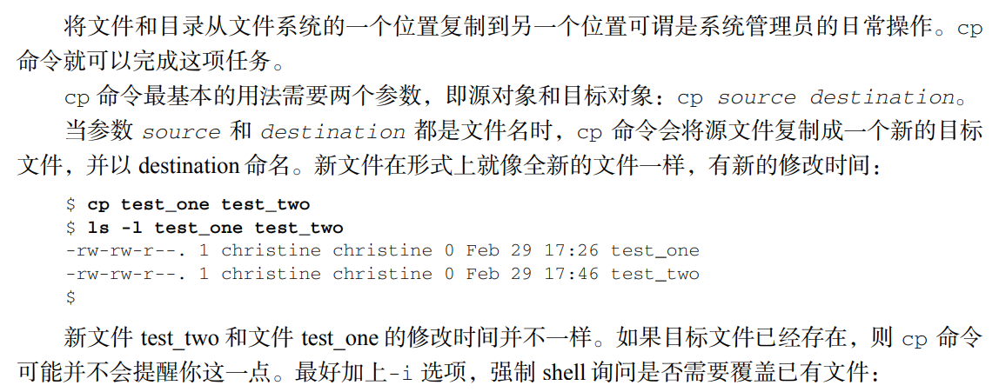 将文件和目录从文件系统的一个位置复制到另一个位置可谓是系统管理员的日常操作。cp
命令就可以完成这项任务。
cp 命令最基本的用法需要两个参数，即源对象和目标对象：cp source destination。
当参数 source 和 destination 都是文件名时，cp 命令会将源文件复制成一个新的目标
文件，并以 destination 命名。新文件在形式上就像全新的文件一样，有新的修改时间：
$ cp test_one test_two
$ ls -l test_one test_two
-rw-rw-r--. 1 christine christine 0 Feb 29 17:26 test_one
-rw-rw-r--. 1 christine christine 0 Feb 29 17:46 test_two
$
新文件 test_two 和文件 test_one 的修改时间并不一样。如果目标文件已经存在，则 cp 命令
可能并不会提醒你这一点。最好加上-i 选项，强制 shell 询问是否需要覆盖已有文件：